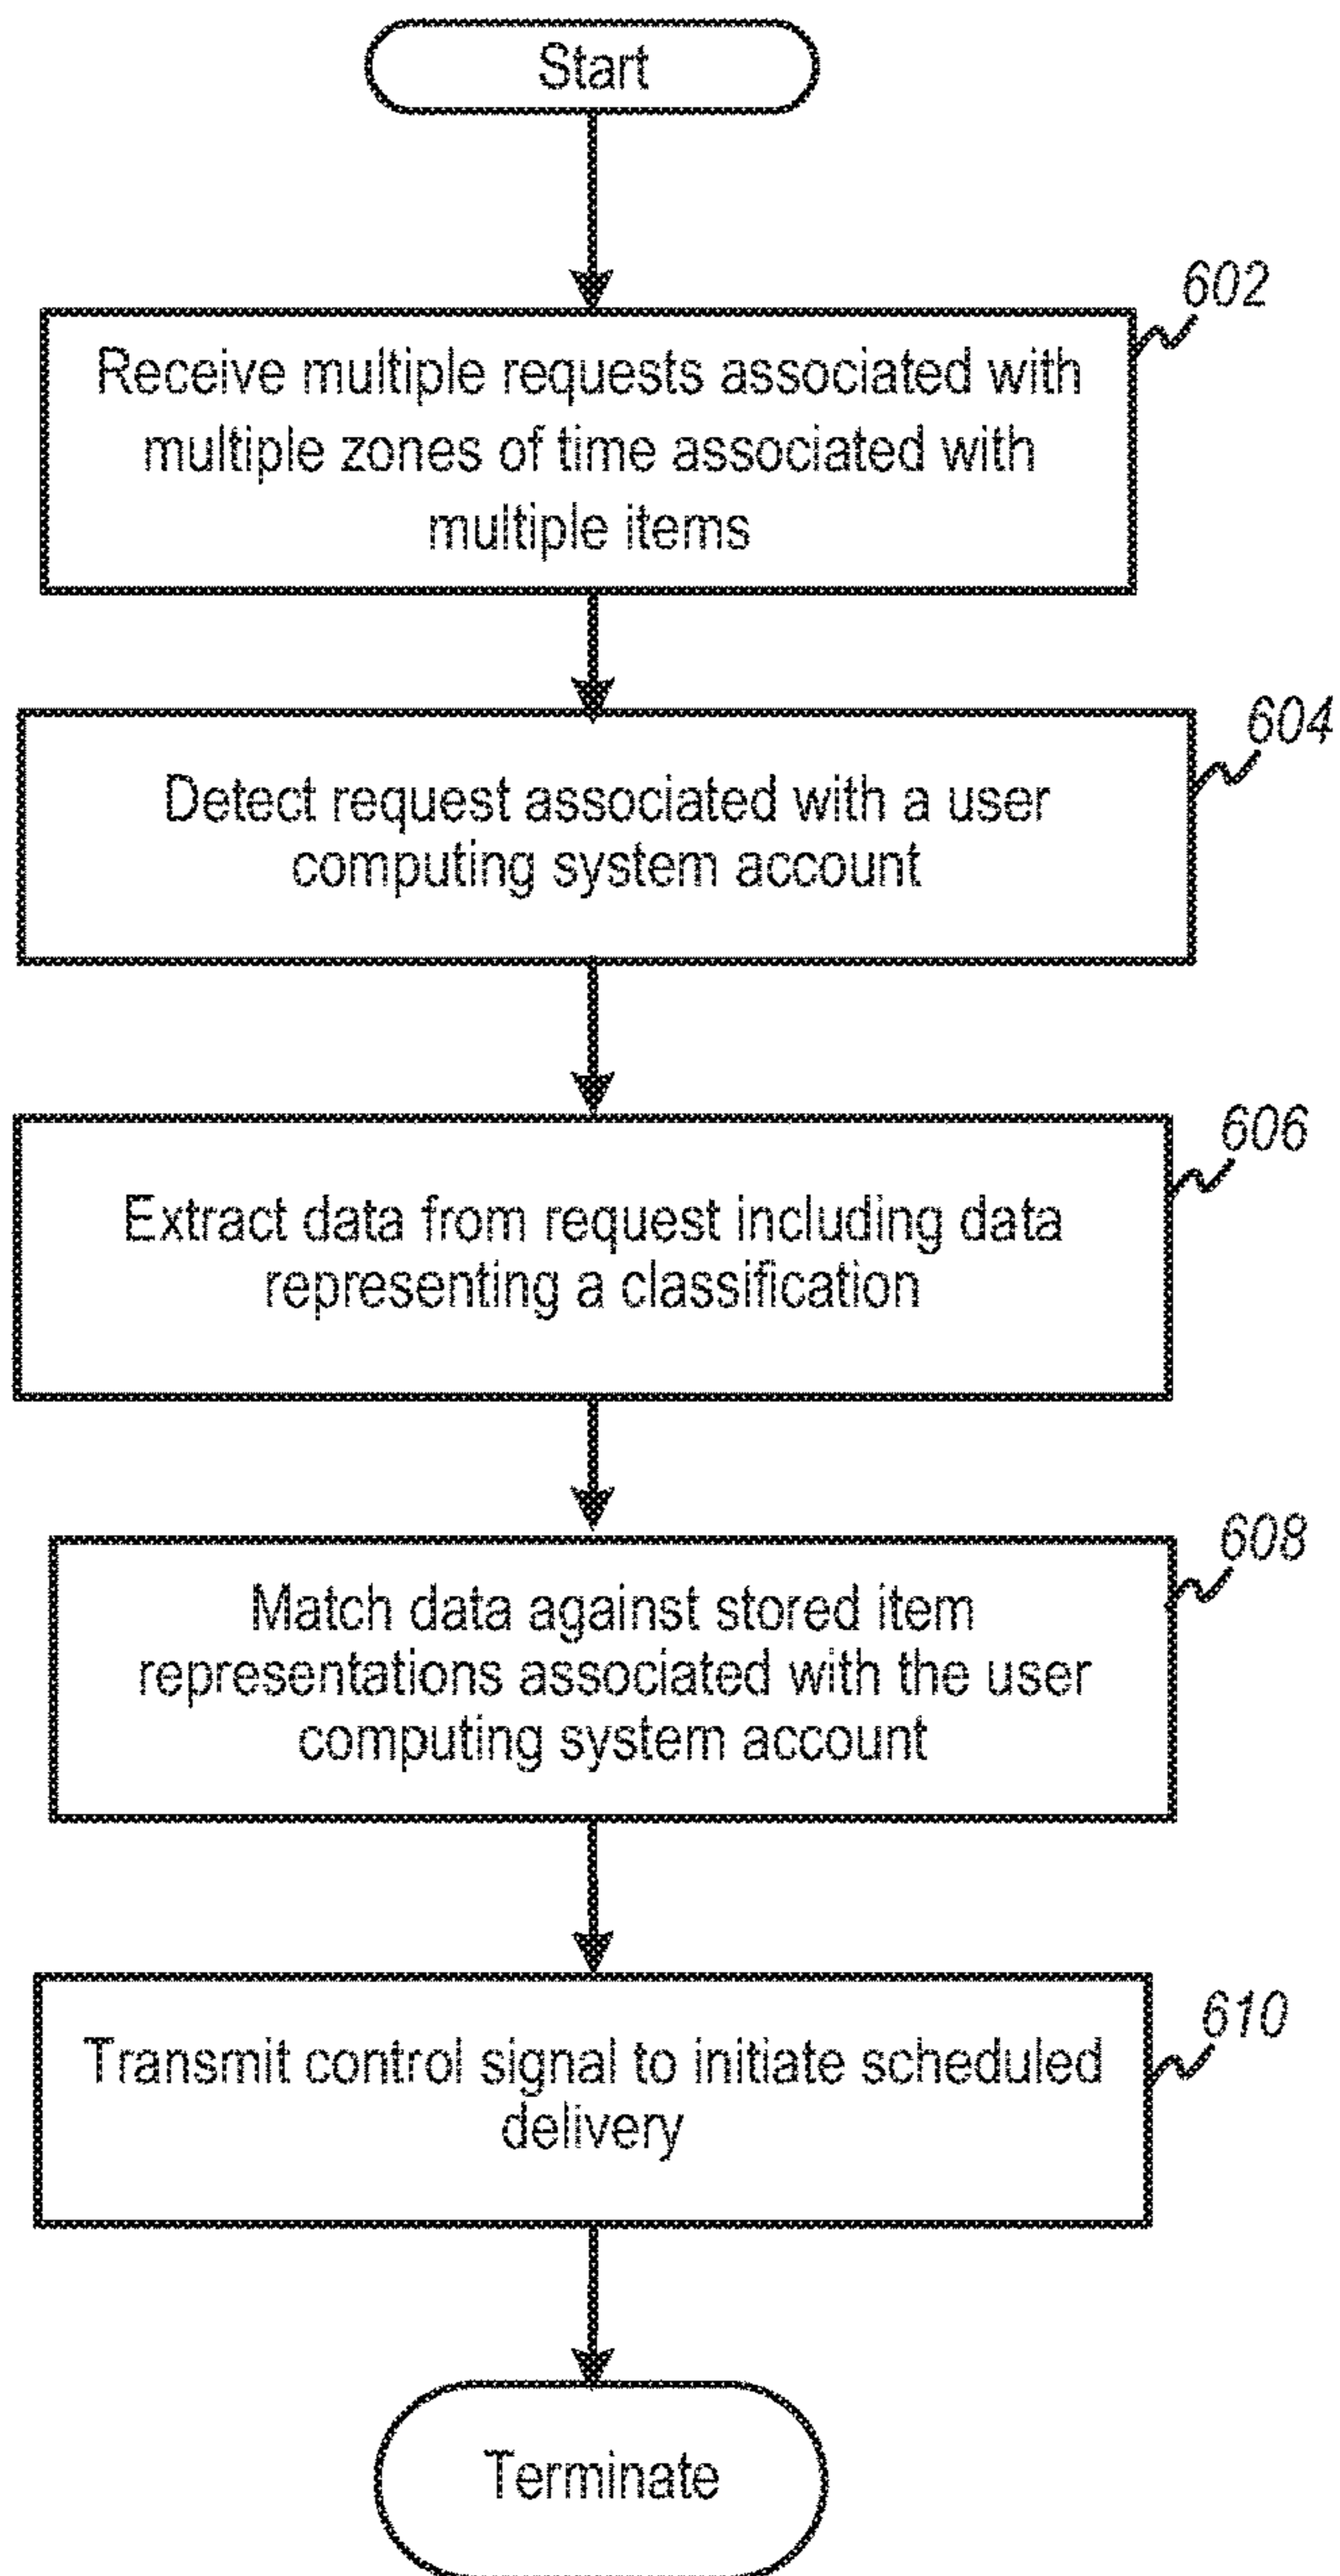 Start
602
Receive multiple requests associated with
multiple zones of time associated with
multiple items
604
Detect request associated with a user
computing system account
606
Extract data from request including data
representing a classification
608
Match data against stored item
representations associated with the user
computing system account
610
Transmit control signal to initiate scheduled
delivery
Terminate